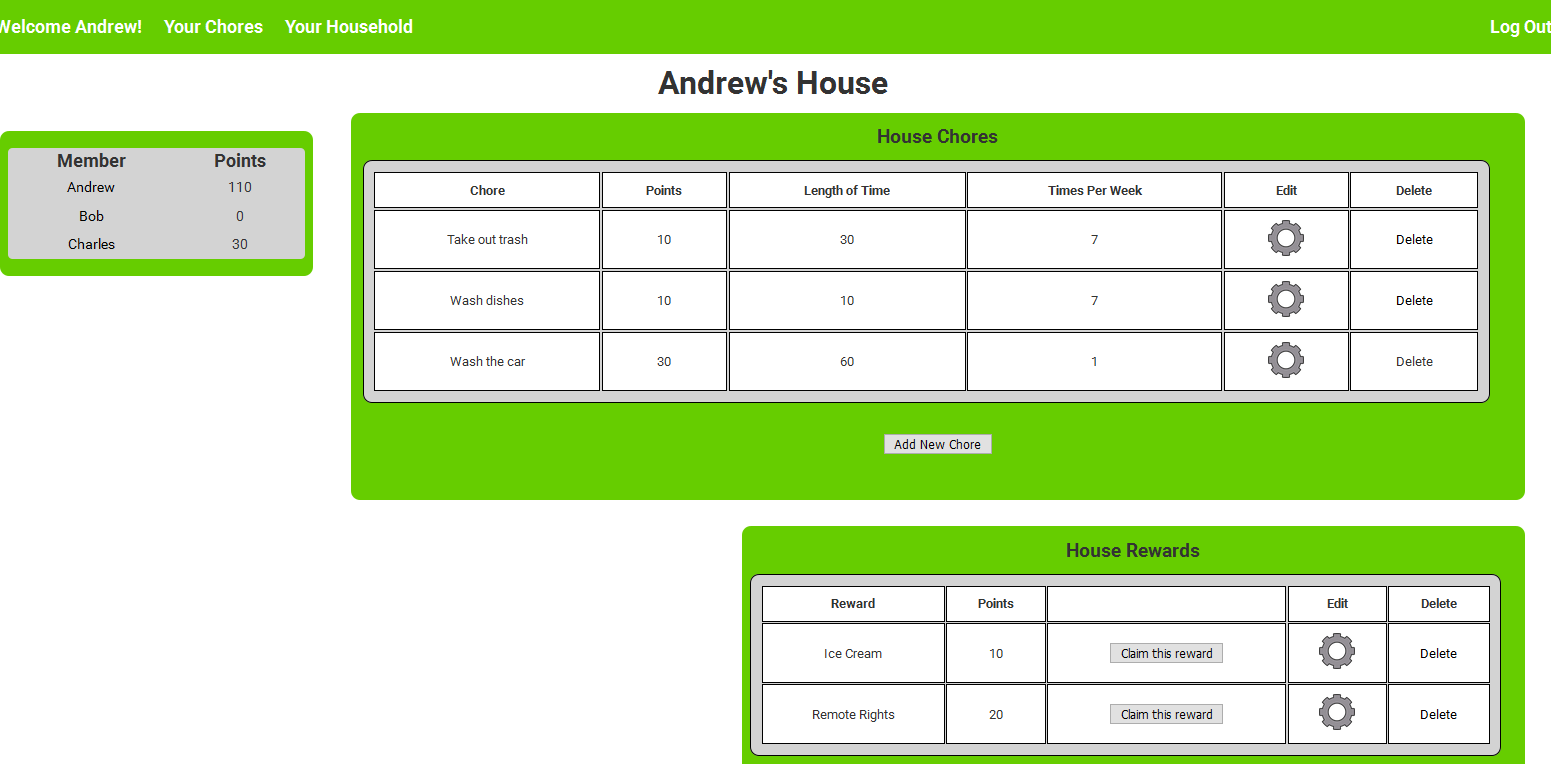 Welcome Andrew! Your Chores Your Household Log Out
Andrew's House
Member Points
Andrew 110
Bob 0
Charles 30
House Chores
Chore Points Length of Time Times Per Week Edit Delete
Take out trash 10 30 7 Delete
Wash dishes 10 10 7 Delete
Wash the car 30 60 1 Delete
Add New Chore
House Rewards
Reward Points Edit Delete
Ice Cream 10 Claim this reward Delete
Remote Rights 20 Claim this reward Delete